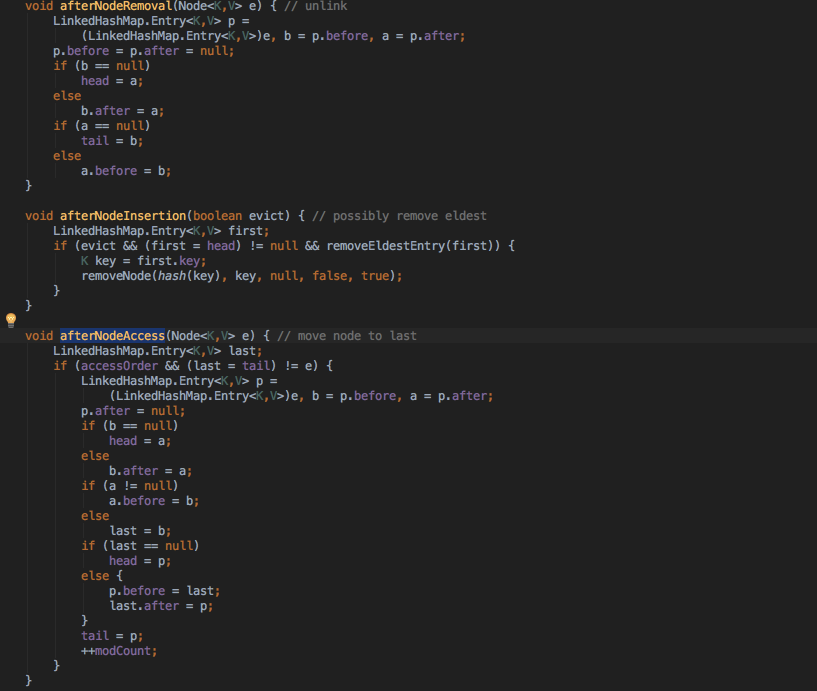 void afterNodeRemoval(Node<K,V> e) { // unlink
    LinkedHashMap.Entry<K,V> p =
        (LinkedHashMap.Entry<K,V>)e, b = p.before, a = p.after;
    p.before = p.after = null;
    if (b == null)
        head = a;
    else
        b.after = a;
    if (a == null)
        tail = b;
    else
        a.before = b;
}
void afterNodeInsertion(boolean evict) { // possibly remove eldest
    LinkedHashMap.Entry<K,V> first;
    if (evict && (first = head) != null && removeEldestEntry(first)) {
        K key = first.key;
        removeNode(hash(key), key, null, false, true);
    }
}
void afterNodeAccess(Node<K,V> e) { // move node to last
    LinkedHashMap.Entry<K,V> last;
    if (accessOrder && (last = tail) != e) {
        LinkedHashMap.Entry<K,V> p =
            (LinkedHashMap.Entry<K,V>)e, b = p.before, a = p.after;
        p.after = null;
        if (b == null)
            head = a;
        else
            b.after = a;
        if (a != null)
            a.before = b;
        else
            last = b;
        if (last == null)
            head = p;
        else {
            p.before = last;
            last.after = p;
        }
        tail = p;
        ++modCount;
    }
}